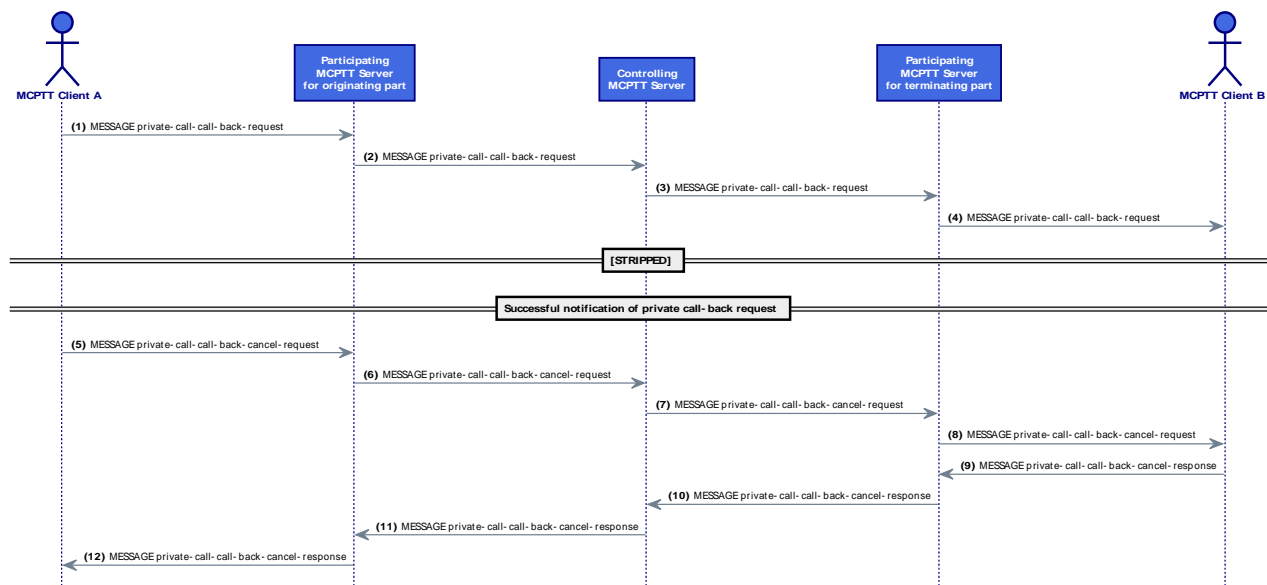 MCPTT Client A
Participating
MCPTT Server
for originating part
Controlling
MCPTT Server
Participating
MCPTT Server
for terminating part
MCPTT Client B
(1) MESSAGE private-call-call-back-request
(2) MESSAGE private-call-call-back-request
(3) MESSAGE private-call-call-back-request
(4) MESSAGE private-call-call-back-request
[STRIPPED]
Successful notification of private call-back request
(5) MESSAGE private-call-call-back-cancel-request
(6) MESSAGE private-call-call-back-cancel-request
(7) MESSAGE private-call-call-back-cancel-request
(8) MESSAGE private-call-call-back-cancel-request
(9) MESSAGE private-call-call-back-cancel-response
(10) MESSAGE private-call-call-back-cancel-response
(11) MESSAGE private-call-call-back-cancel-response
(12) MESSAGE private-call-call-back-cancel-response